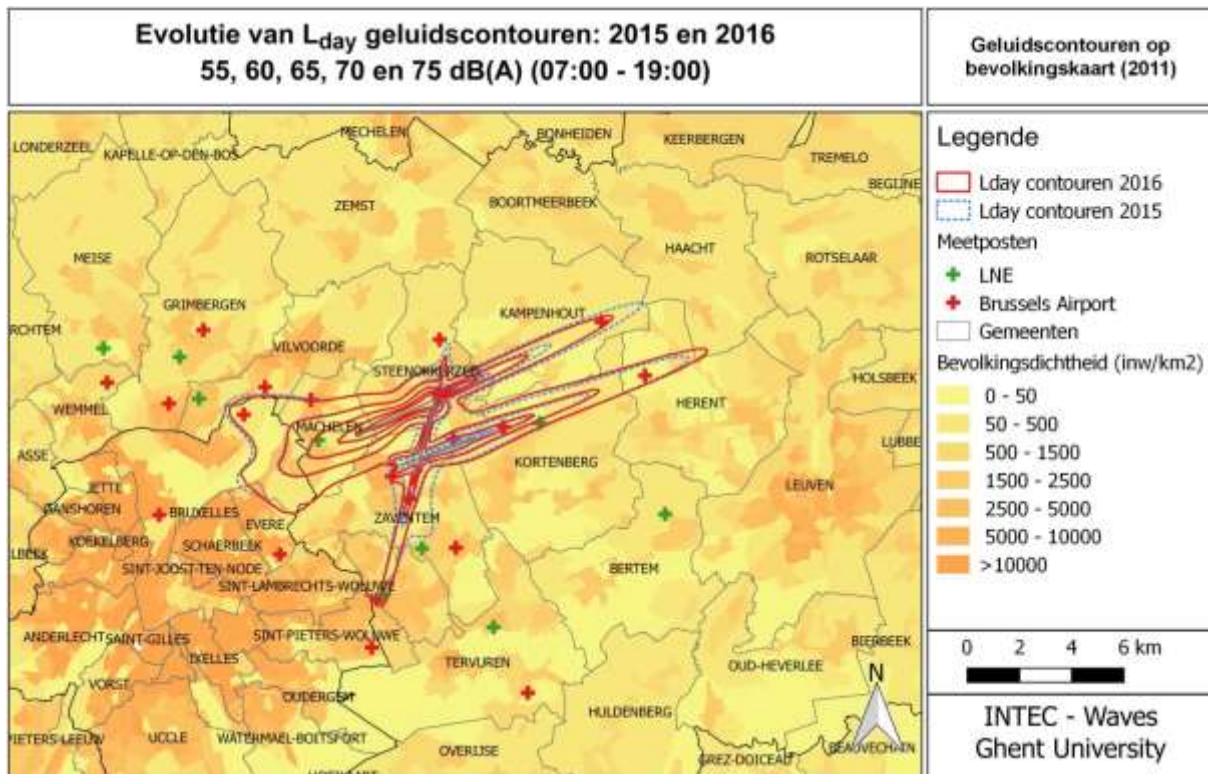 Evolutie van Lday geluidscontouren: 2015 en 2016
55, 60, 65, 70 en 75 dB(A) (07:00 - 19:00)
Geluidscontouren op
bevolkingskaart (2011)
Legende
Lday contouren 2016
Lday contouren 2015
Meetposten
LNE
Brussels Airport
Gemeenten
Bevolkingsdichtheid (inw/km2)
0 - 50
50 - 500
500 - 1500
1500 - 2500
2500 - 5000
5000 - 10000
>10000
0 2 4 6 km
INTEC - Waves
Ghent University
MECHELEN
BONHEIDEN
KEERBERGEN
LONDERZEEL
KAPELLE-OP-DEN-BOS
TREMELO
BEGIJNE
ZEMST
BOORTMEERBEEK
HAACHT
ROTSELAAR
MEISE
GRIMBERGEN
KAMPENHOUT
RCHTEM
VILVOORDE
STEENOKKERZEEL
HOLSBEEK
WEMMEL
HERENT
MACHELEN
LUBBE
ASSE
KORTENBERG
JETTE
LEUVEN
GANSHOREN
BRUXELLES
EVERE
ZAVENTEM
KOEKELBERG
SCHAERBEEK
LBEEK
SINT-JOOST-TEN-NODE
BERTEM
SINT-LAMBRECHTS-WOLUWE
ANDERLECHT
SAINT-GILLES
SINT-PIETERS-WOLUWE
BIERBEEK
IXELLES
TERVUREN
OUD-HEVERLEE
VORST
OUDERGEM
N
HULDENBERG
PIETERS-LEEUW
UCCLE
WATERMAEL-BOITSFORT
OVERIJSE
BEAUVECHAIN
GREZ-DOICEAU